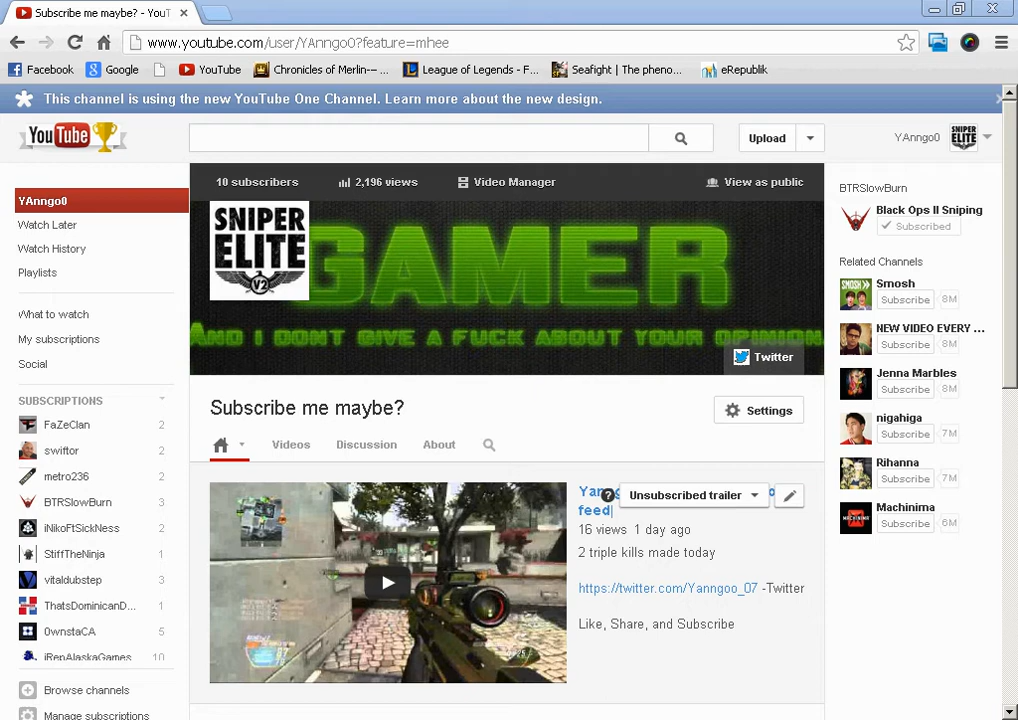 Subscribe me maybe? - YouT
www.youtube.com/user/YAnngo0?feature=mhee
Facebook Google YouTube Chronicles of Merlin-– ... League of Legends - F... Seafight | The pheno... eRepublik
This channel is using the new YouTube One Channel. Learn more about the new design.
YouTube
Upload
YAnngo0
SNIPER ELITE
10 subscribers 2,196 views Video Manager View as public
SNIPER
ELITE
V2
GAMER
AND I DONT GIVE A FUCK ABOUT YOUR OPINION
Twitter
Subscribe me maybe?
Settings
Videos Discussion About
Unsubscribed trailer
feed|
16 views 1 day ago
2 triple kills made today
https://twitter.com/Yanngoo_07 -Twitter
Like, Share, and Subscribe
YAnngo0
Watch Later
Watch History
Playlists
What to watch
My subscriptions
Social
SUBSCRIPTIONS
FaZeClan 2
swiftor 2
metro236 2
BTRSlowBurn 3
iNikoFtSickNess 2
StiffTheNinja 2
vitaldubstep 3
ThatsDominicanD... 1
0wnstaCA 5
iRepAlaskaGames 10
Browse channels
Manage subscriptions
BTRSlowBurn
Black Ops II Sniping
Subscribed
Related Channels
Smosh
Subscribe 8M
NEW VIDEO EVERY ...
Subscribe 8M
Jenna Marbles
Subscribe 8M
nigahiga
Subscribe 7M
Rihanna
Subscribe 7M
Machinima
Subscribe 6M